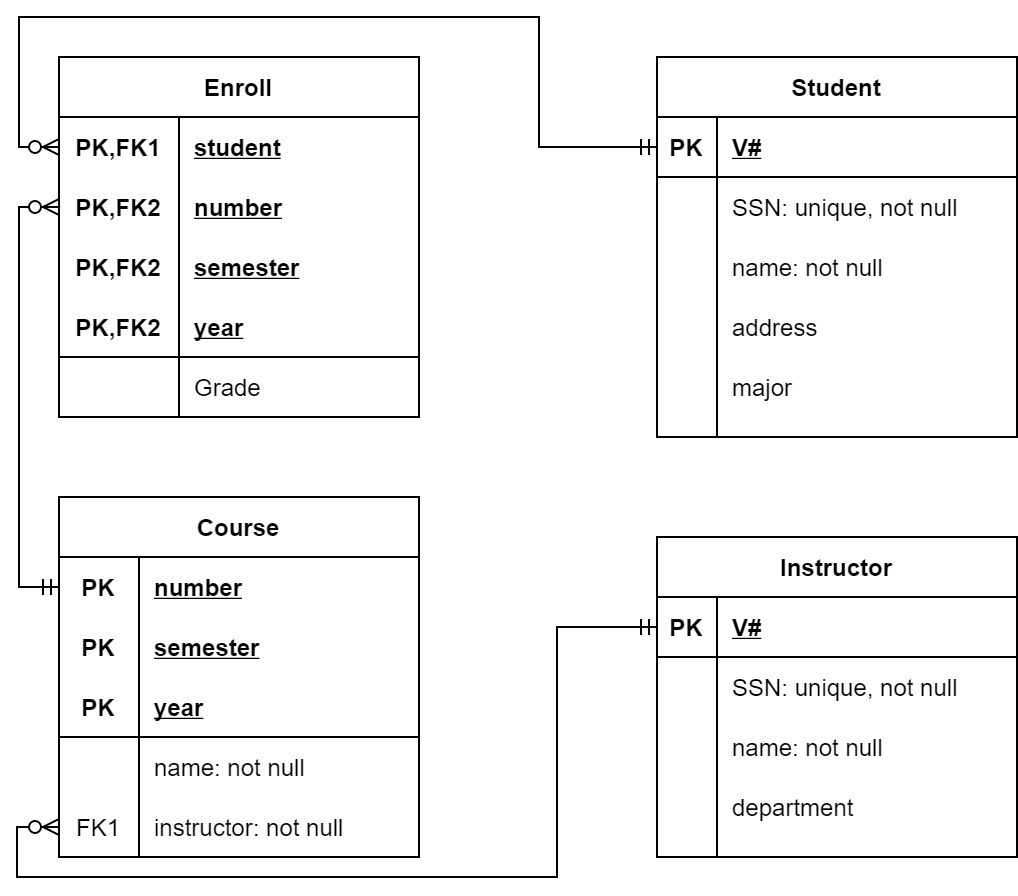 Enroll
PK,FK1 student
PK,FK2 number
PK,FK2 semester
PK,FK2 year
Grade
Student
PK V#
SSN: unique, not null
name: not null
address
major
Course
PK number
PK semester
PK year
name: not null
FK1 instructor: not null
Instructor
PK V#
SSN: unique, not null
name: not null
department